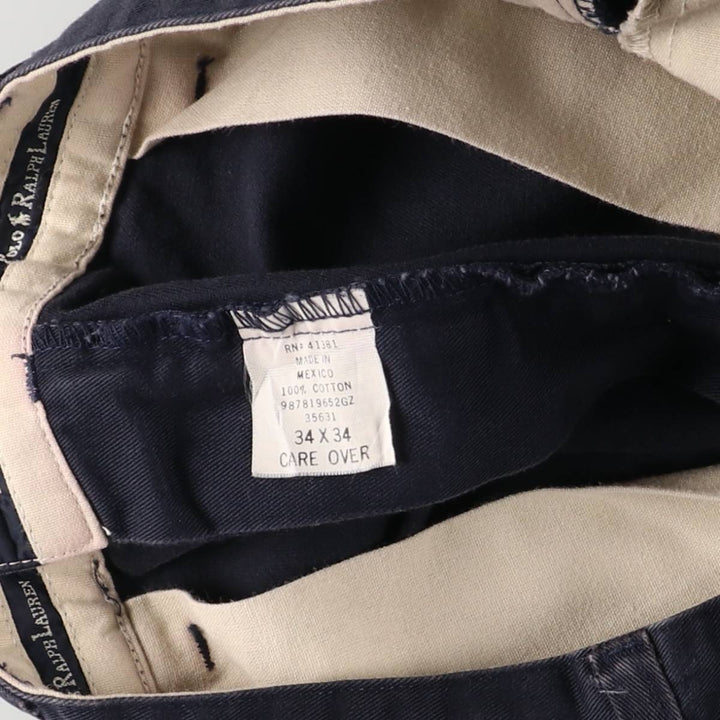 POLO RALPH LAUREN
RN# 41381
MADE IN
MEXICO
100% COTTON
987819652GZ
35631
34 X 34
CARE OVER
RALPH LAUREN